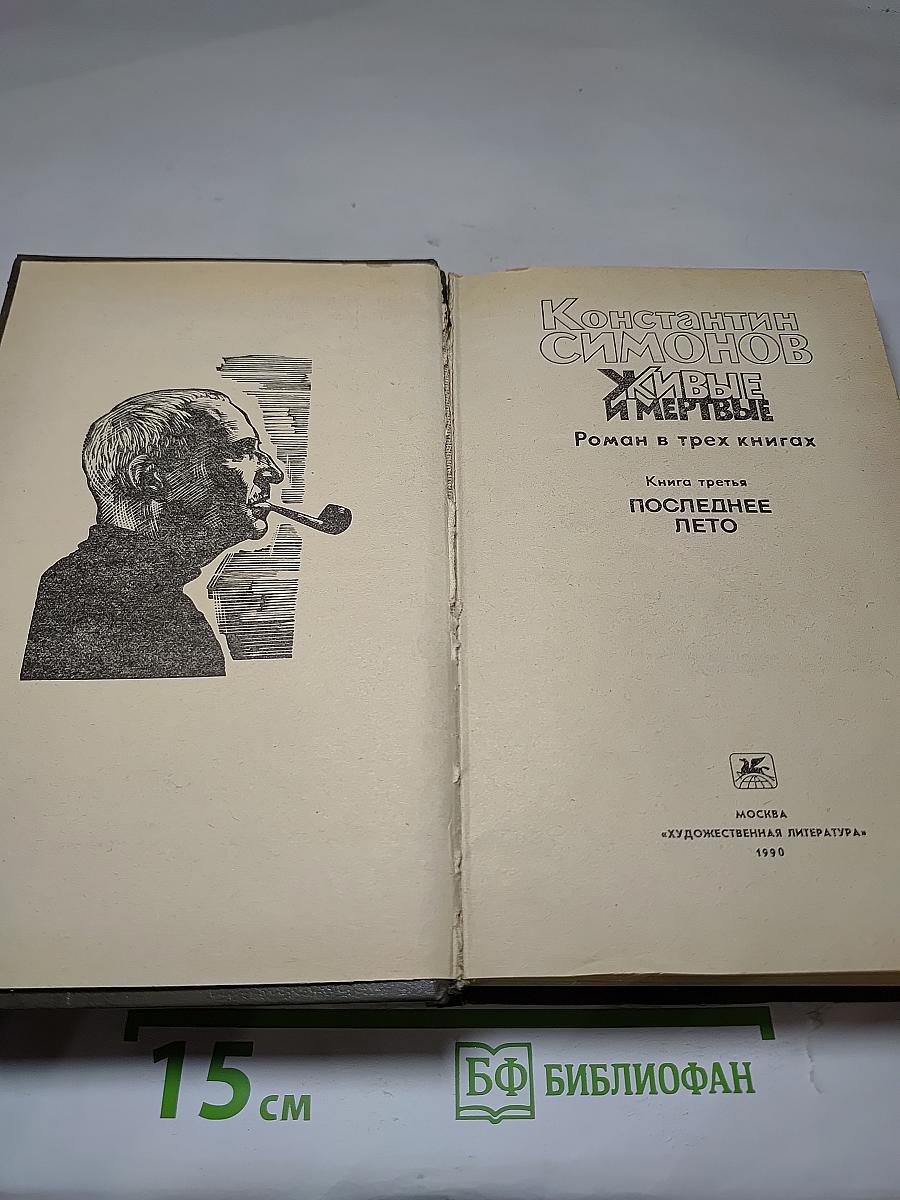 Константин
СИМОНОВ
ЖИВЫЕ
И МЕРТВЫЕ
Роман в трех книгах
Книга третья
ПОСЛЕДНЕЕ
ЛЕТО
МОСКВА
«ХУДОЖЕСТВЕННАЯ ЛИТЕРАТУРА»
1990
15 см
БФ БИБЛИОФАН